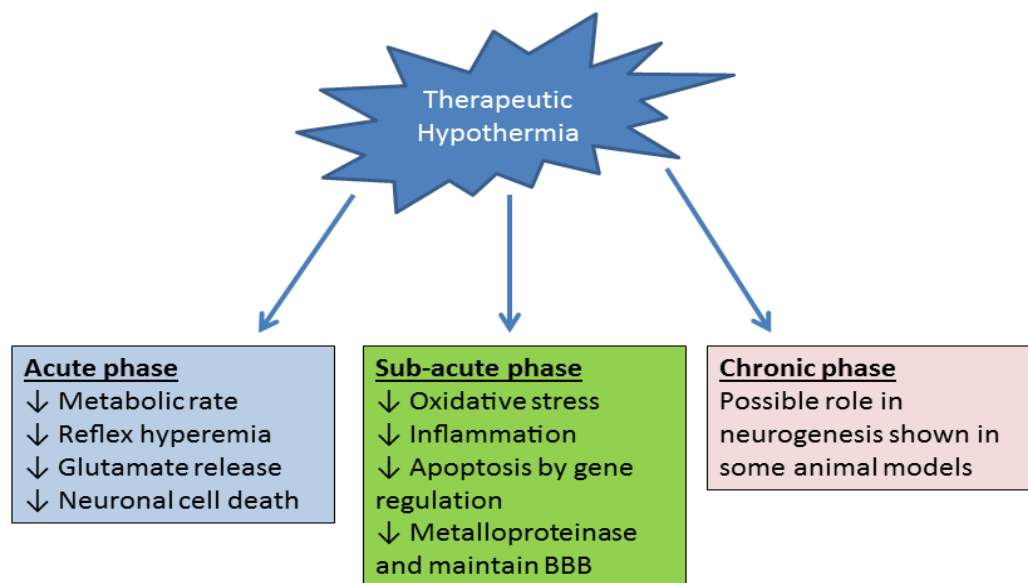 Therapeutic
Hypothermia
Acute phase
↓ Metabolic rate
↓ Reflex hyperemia
↓ Glutamate release
↓ Neuronal cell death
Sub-acute phase
↓ Oxidative stress
↓ Inflammation
↓ Apoptosis by gene
regulation
↓ Metalloproteinase
and maintain BBB
Chronic phase
Possible role in
neurogenesis shown in
some animal models